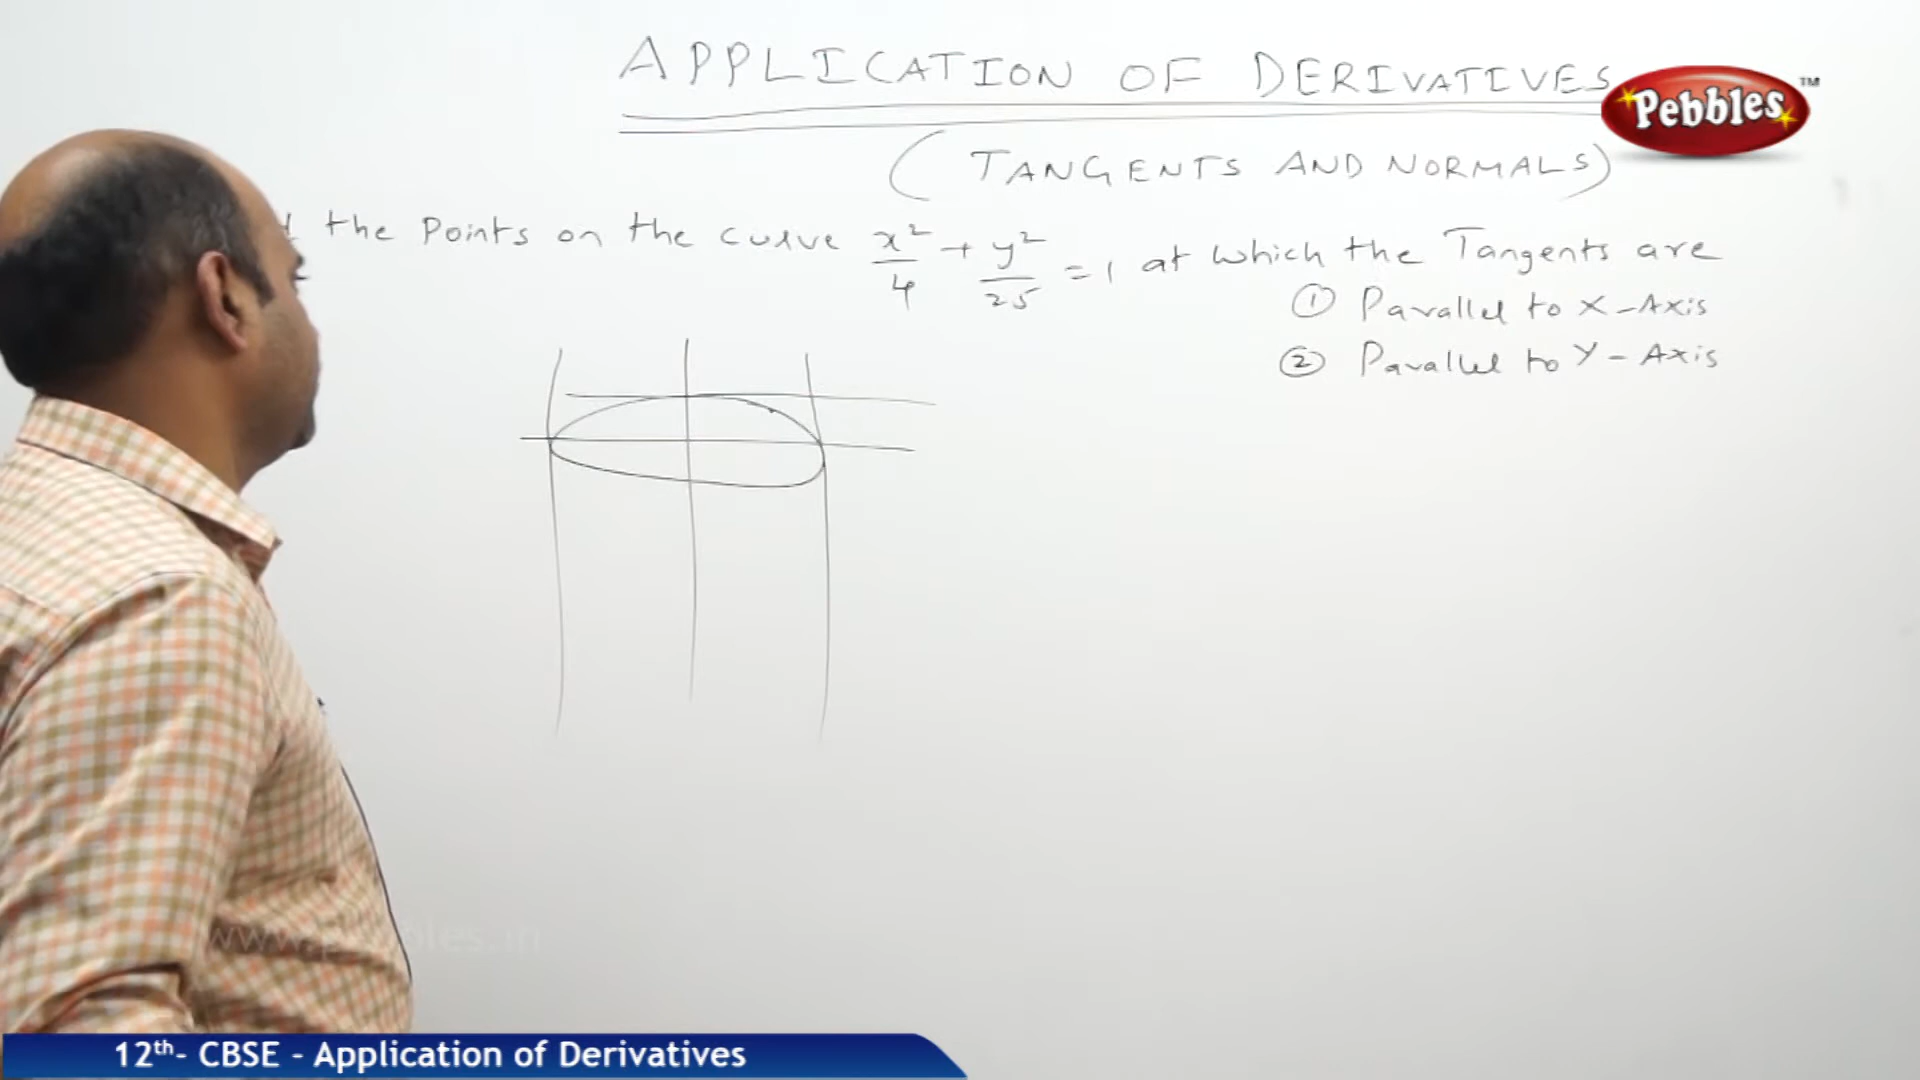 APPLICATION OF DERIVATIVES
Pebbles™
(TANGENTS AND NORMALS)
the Points on the curve x²/4 + y²/25 = 1 at which the Tangents are
① Parallel to X-Axis
② Parallel to Y-Axis
12th- CBSE - Application of Derivatives